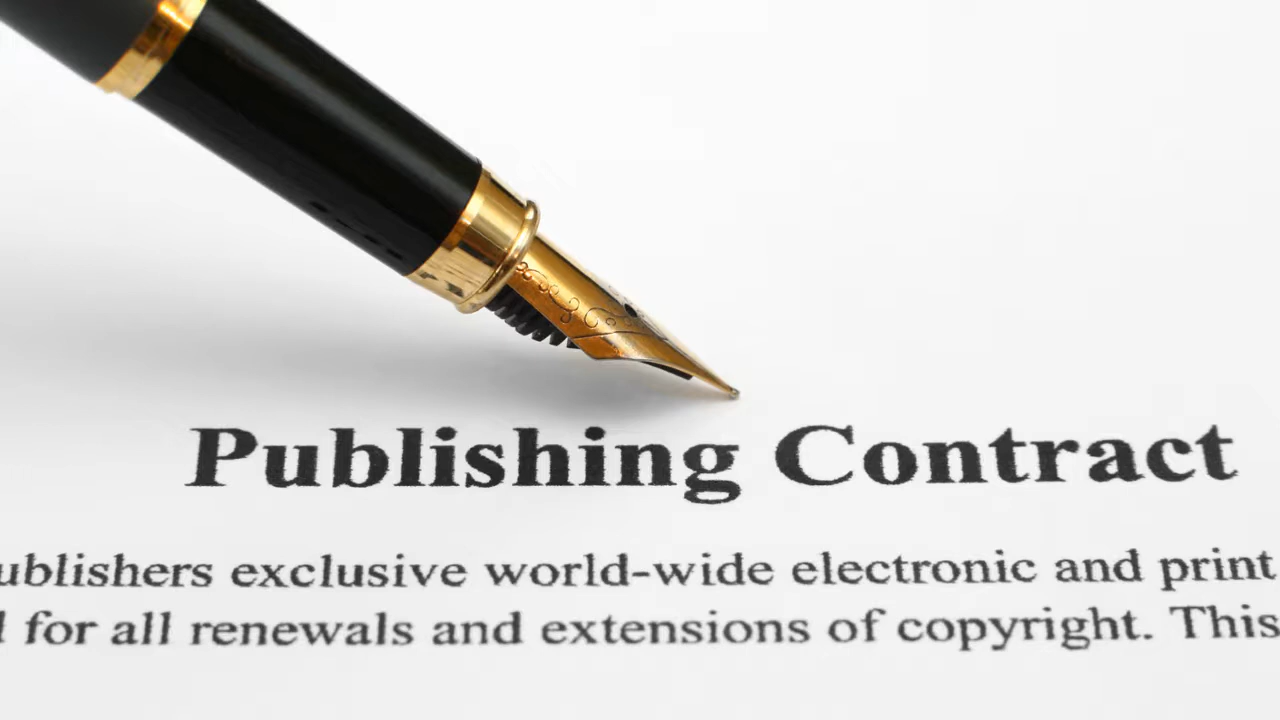 Publishing Contract
ublishers exclusive world-wide electronic and print
for all renewals and extensions of copyright. This